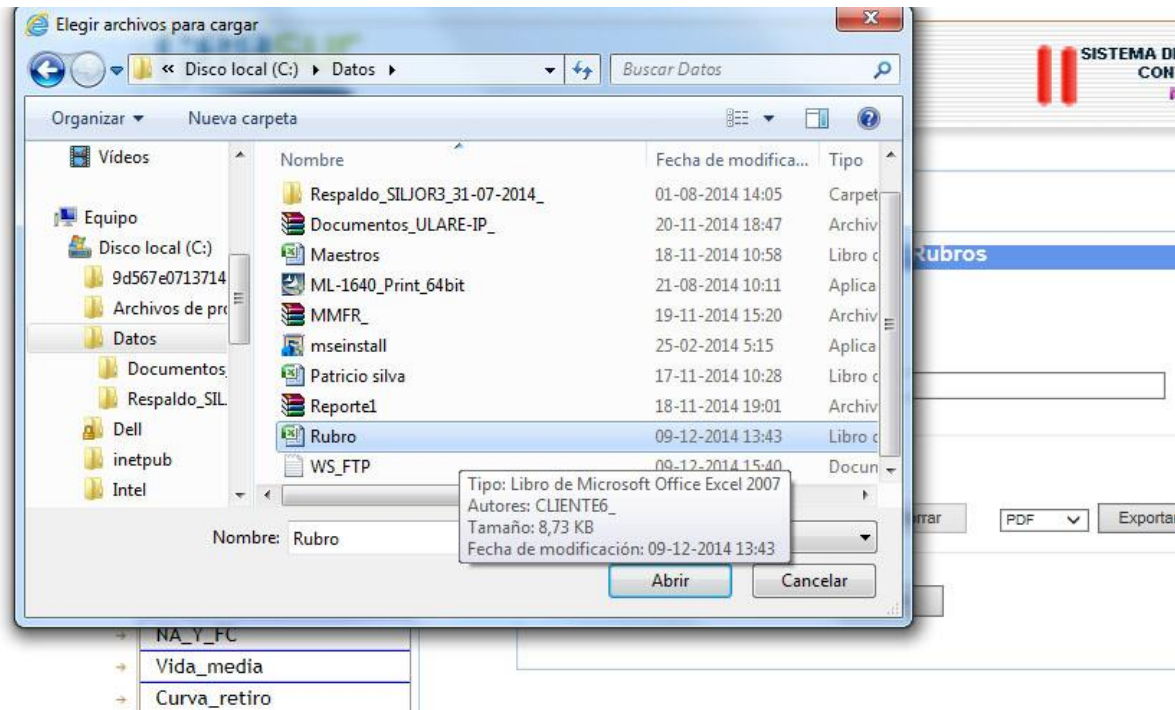 Elegir archivos para cargar
« Disco local (C:) Datos
Buscar Datos
SISTEMA
CON
Organizar Nueva carpeta
Nombre Fecha de modifica... Tipo
Vídeos
Equipo
Disco local (C:)
9d567e0713714
Archivos de pro
Datos
Documentos_
Respaldo_SIL
Dell
inetpub
Intel
Respaldo_SILJOR3_31-07-2014_ 01-08-2014 14:05 Carpet
Documentos_ULARE-IP_ 20-11-2014 18:47 Archiv
Maestros 18-11-2014 10:58 Libro c
ML-1640_Print_64bit 21-08-2014 10:11 Aplica
MMFR_ 19-11-2014 15:20 Archiv
mseinstall 25-02-2014 5:15 Aplica
Patricio silva 17-11-2014 10:28 Libro c
Reporte1 18-11-2014 19:01 Archiv
Rubro 09-12-2014 13:43 Libro c
WS_FTP 09-12-2014 15:40 Docun
Tipo: Libro de Microsoft Office Excel 2007
Autores: CLIENTE6_
Tamaño: 8,73 KB
Fecha de modificación: 09-12-2014 13:43
Nombre: Rubro
Abrir Cancelar
Rubros
rrar PDF Exportar
NA_Y_FC
Vida_media
Curva_retiro